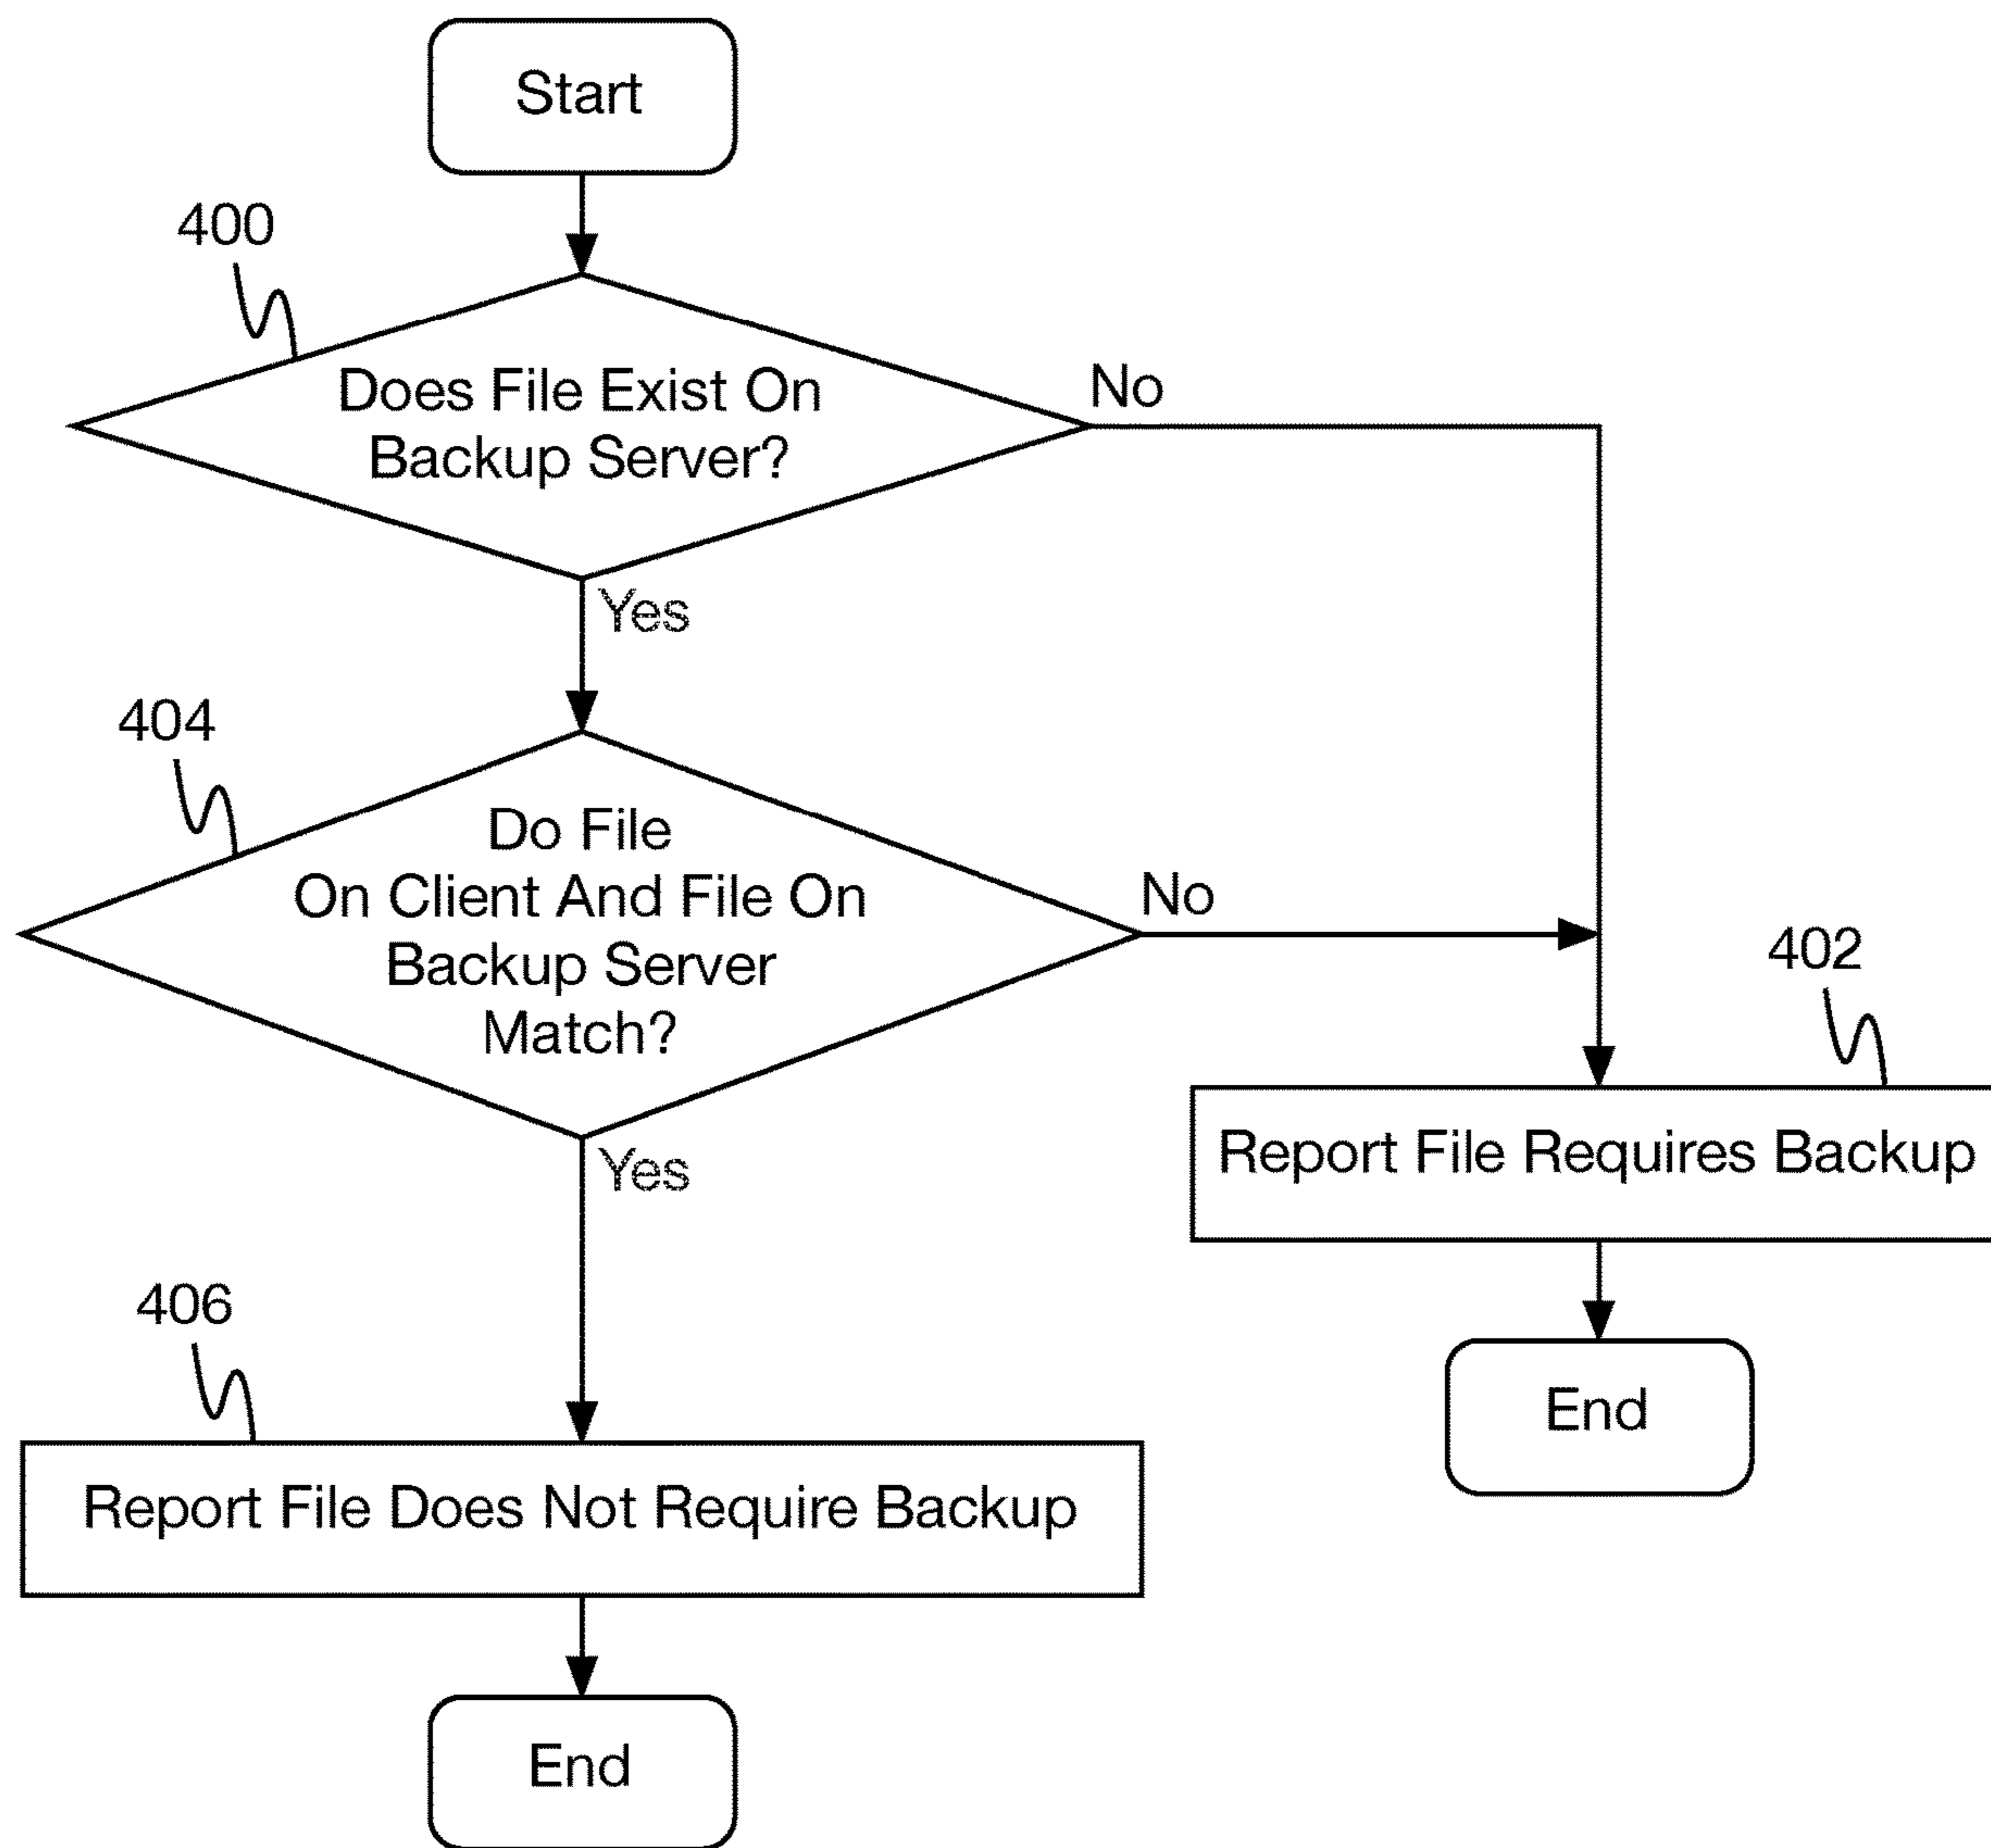 Start
400
Does File Exist On
Backup Server?
No
Yes
404
Do File
On Client And File On
Backup Server
Match?
No
402
Report File Requires Backup
Yes
End
406
Report File Does Not Require Backup
End